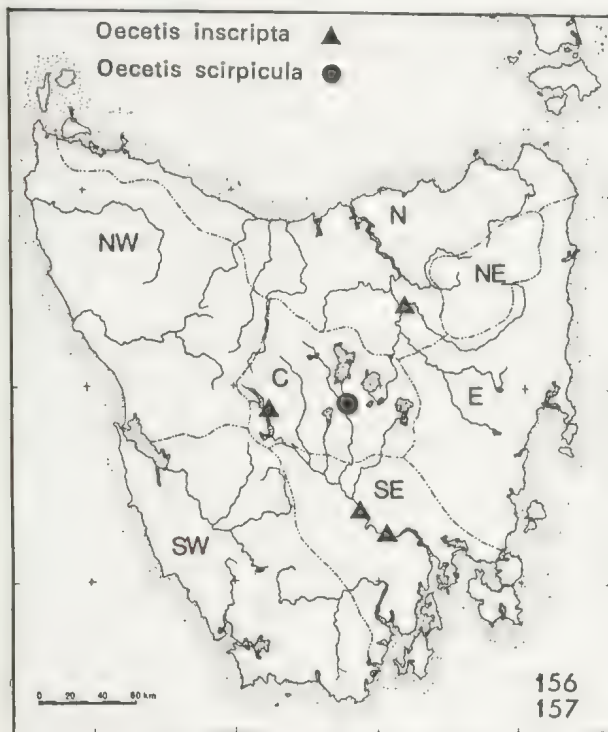 Oecetis inscripta
Oecetis scirpicula
N
NW
NE
C
E
SE
SW
0 20 40 60 km
156
157